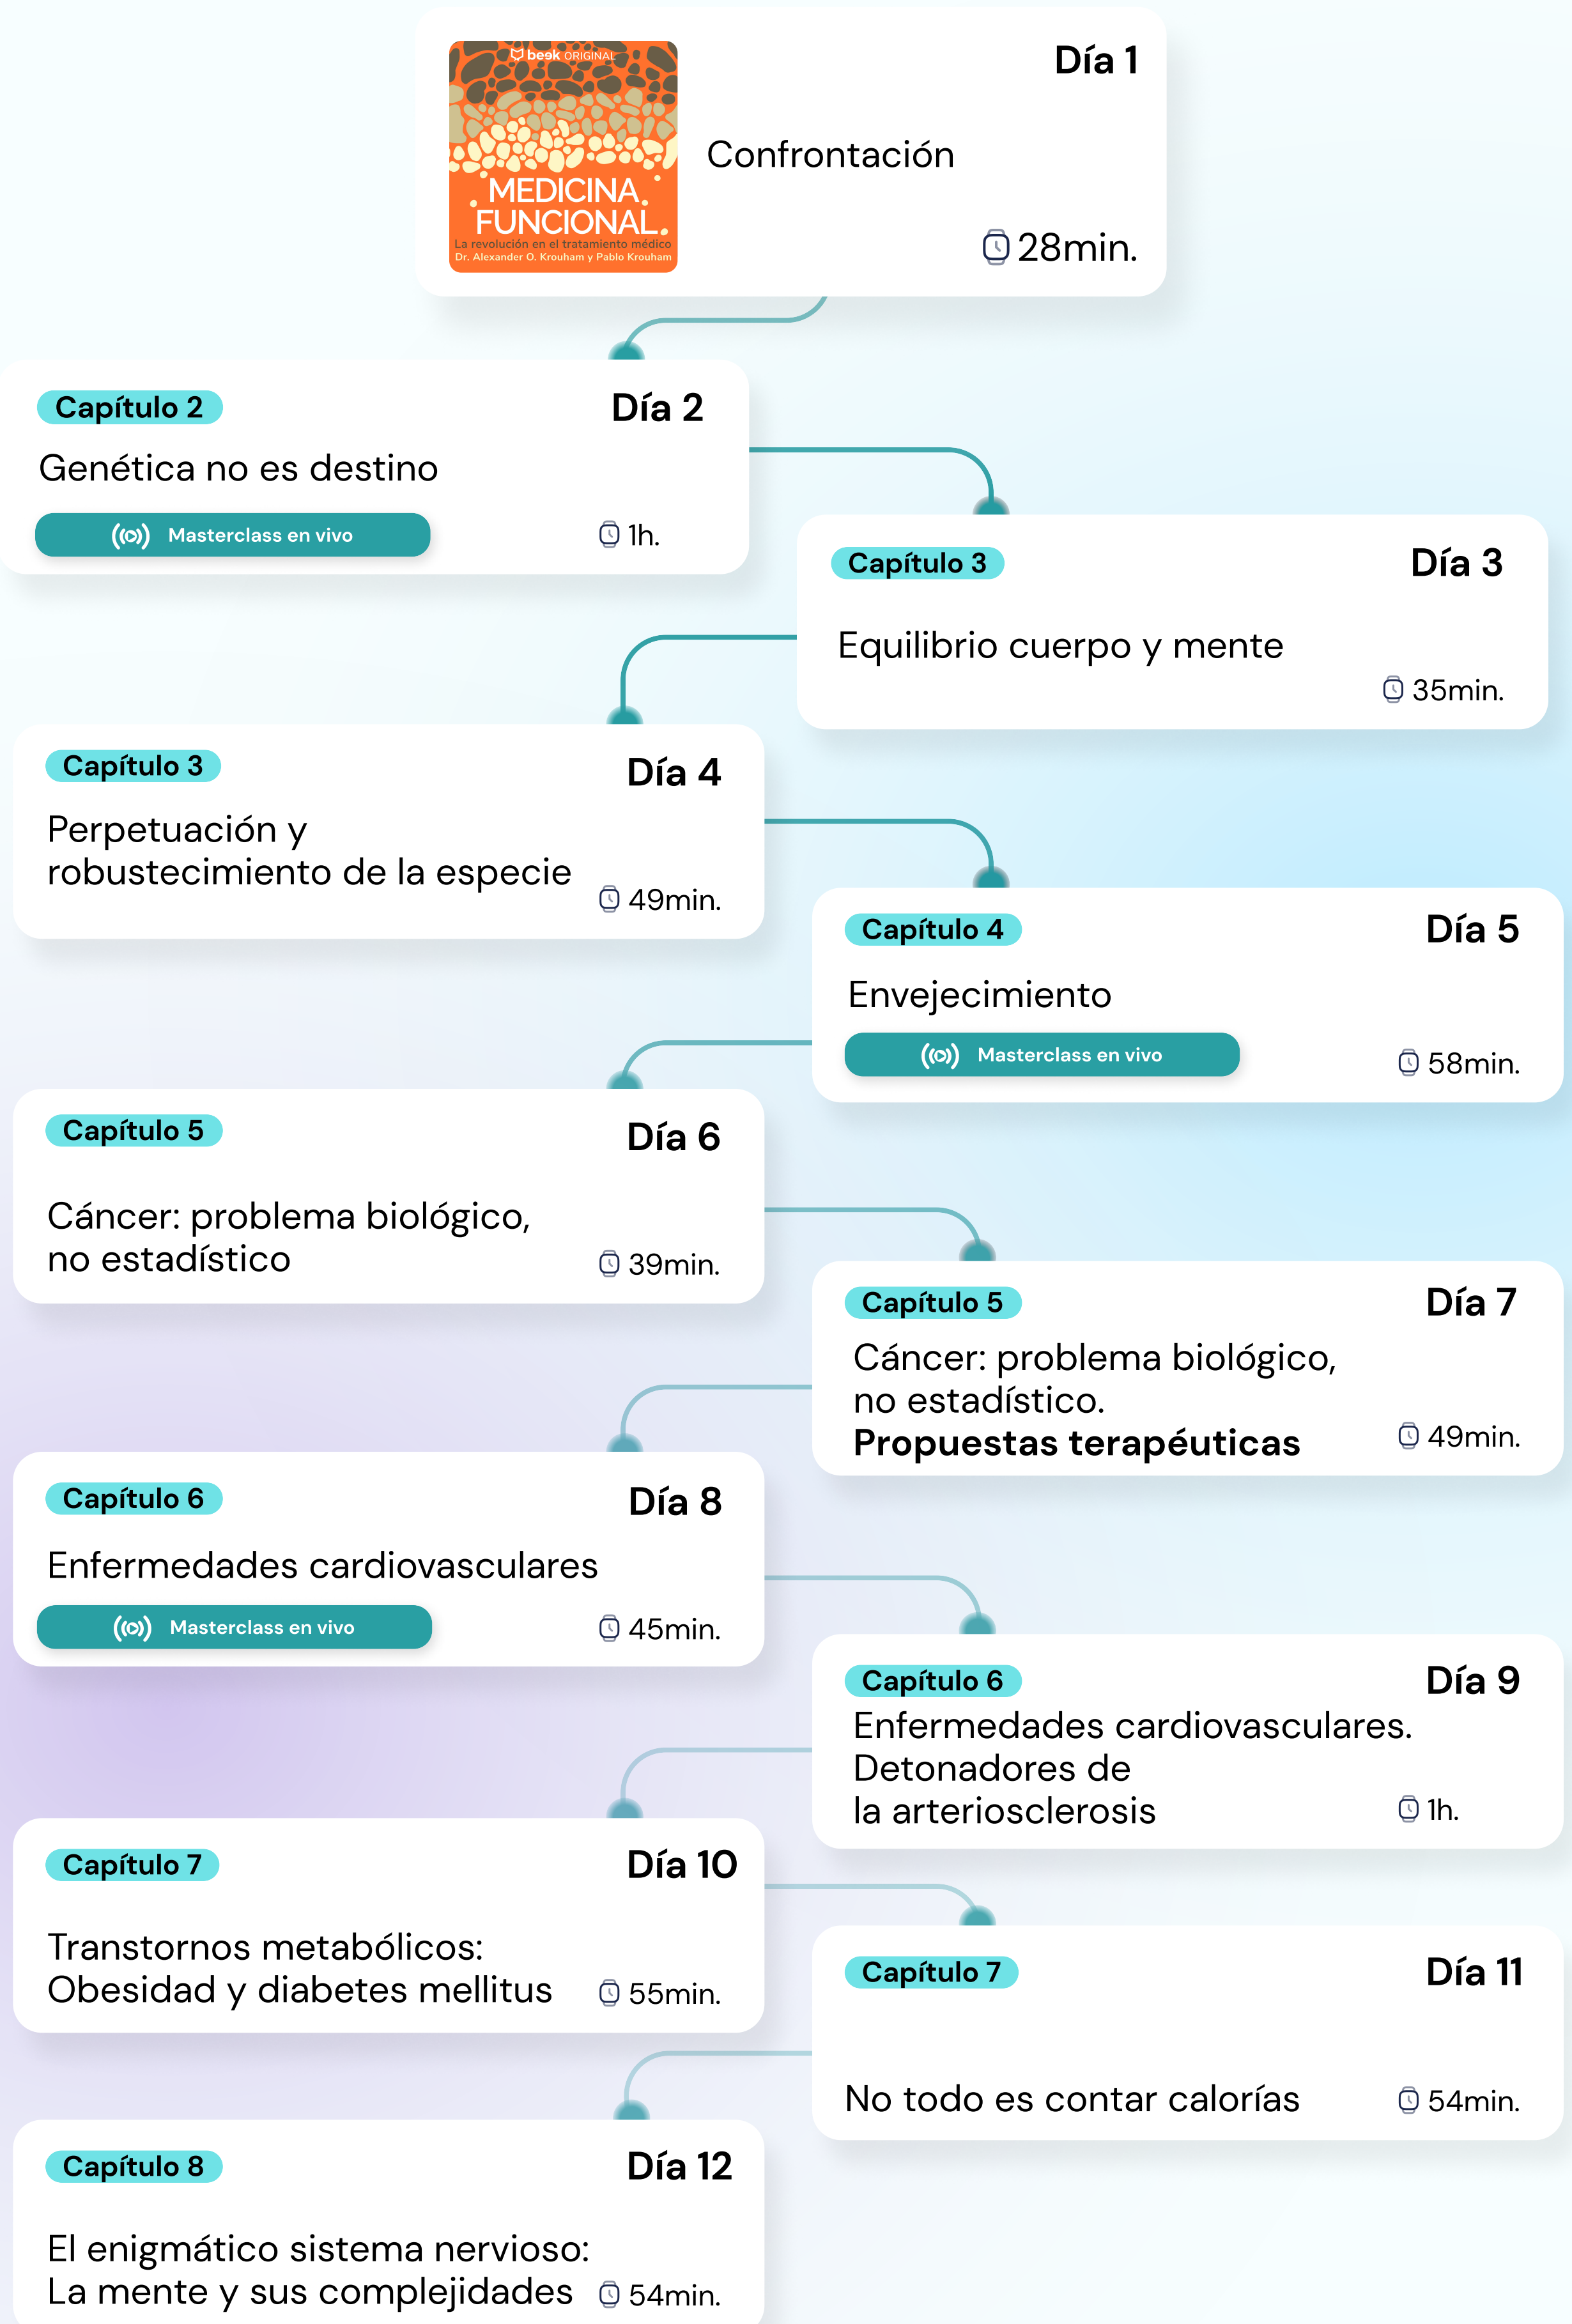 beek ORIGINAL
MEDICINA
FUNCIONAL
La revolución en el tratamiento médico
Dr. Alexander O. Krouham y Pablo Krouham
Día 1
Confrontación
28min.
Capítulo 2
Día 2
Genética no es destino
Masterclass en vivo
1h.
Capítulo 3
Día 3
Equilibrio cuerpo y mente
35min.
Capítulo 3
Día 4
Perpetuación y
robustecimiento de la especie
49min.
Capítulo 4
Día 5
Envejecimiento
Masterclass en vivo
58min.
Capítulo 5
Día 6
Cáncer: problema biológico,
no estadístico
39min.
Capítulo 5
Día 7
Cáncer: problema biológico,
no estadístico.
Propuestas terapéuticas
49min.
Capítulo 6
Día 8
Enfermedades cardiovasculares
Masterclass en vivo
45min.
Capítulo 6
Día 9
Enfermedades cardiovasculares.
Detonadores de
la arteriosclerosis
1h.
Capítulo 7
Día 10
Transtornos metabólicos:
Obesidad y diabetes mellitus
55min.
Capítulo 7
Día 11
No todo es contar calorías
54min.
Capítulo 8
Día 12
El enigmático sistema nervioso:
La mente y sus complejidades
54min.